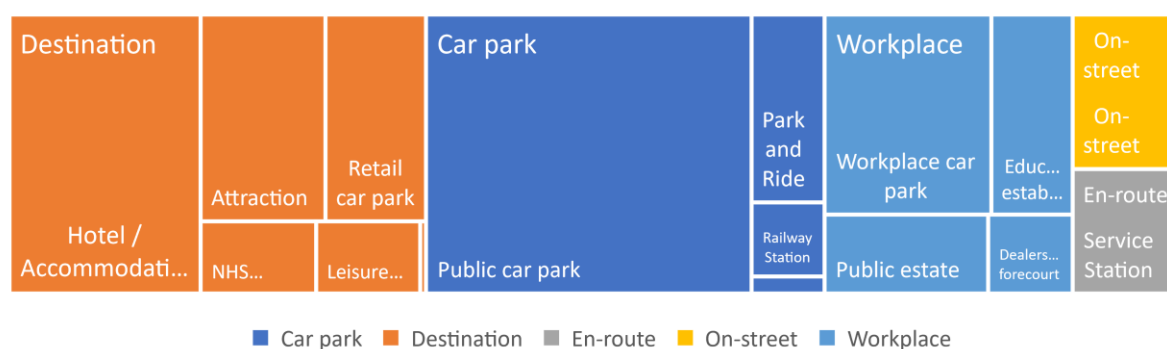 Destination
Hotel /
Accommodati...
Attraction
Retail
car park
NHS...
Leisure...
Car park
Public car park
Park
and
Ride
Railway
Station
Workplace
Workplace car
park
Educ...
estab...
Public estate
Dealers...
forecourt
On-
street
On-
street
En-route
Service
Station
Car park
Destination
En-route
On-street
Workplace